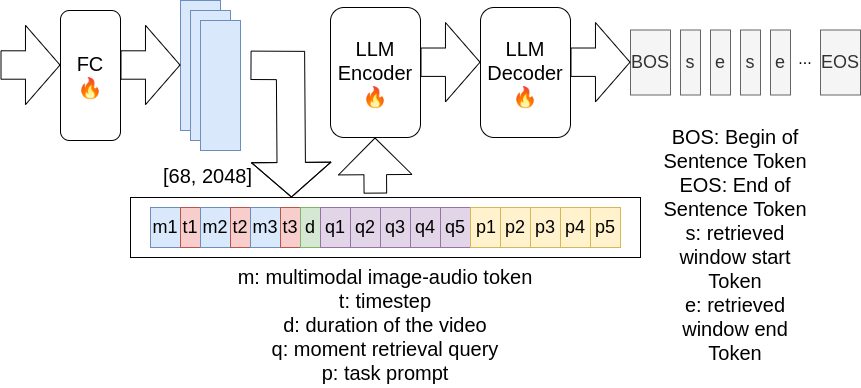 FC
LLM
Encoder
LLM
Decoder
BOS s e s e ... EOS
[68, 2048]
m1 t1 m2 t2 m3 t3 d q1 q2 q3 q4 q5 p1 p2 p3 p4 p5
m: multimodal image-audio token
t: timestep
d: duration of the video
q: moment retrieval query
p: task prompt
BOS: Begin of
Sentence Token
EOS: End of
Sentence Token
s: retrieved
window start
Token
e: retrieved
window end
Token